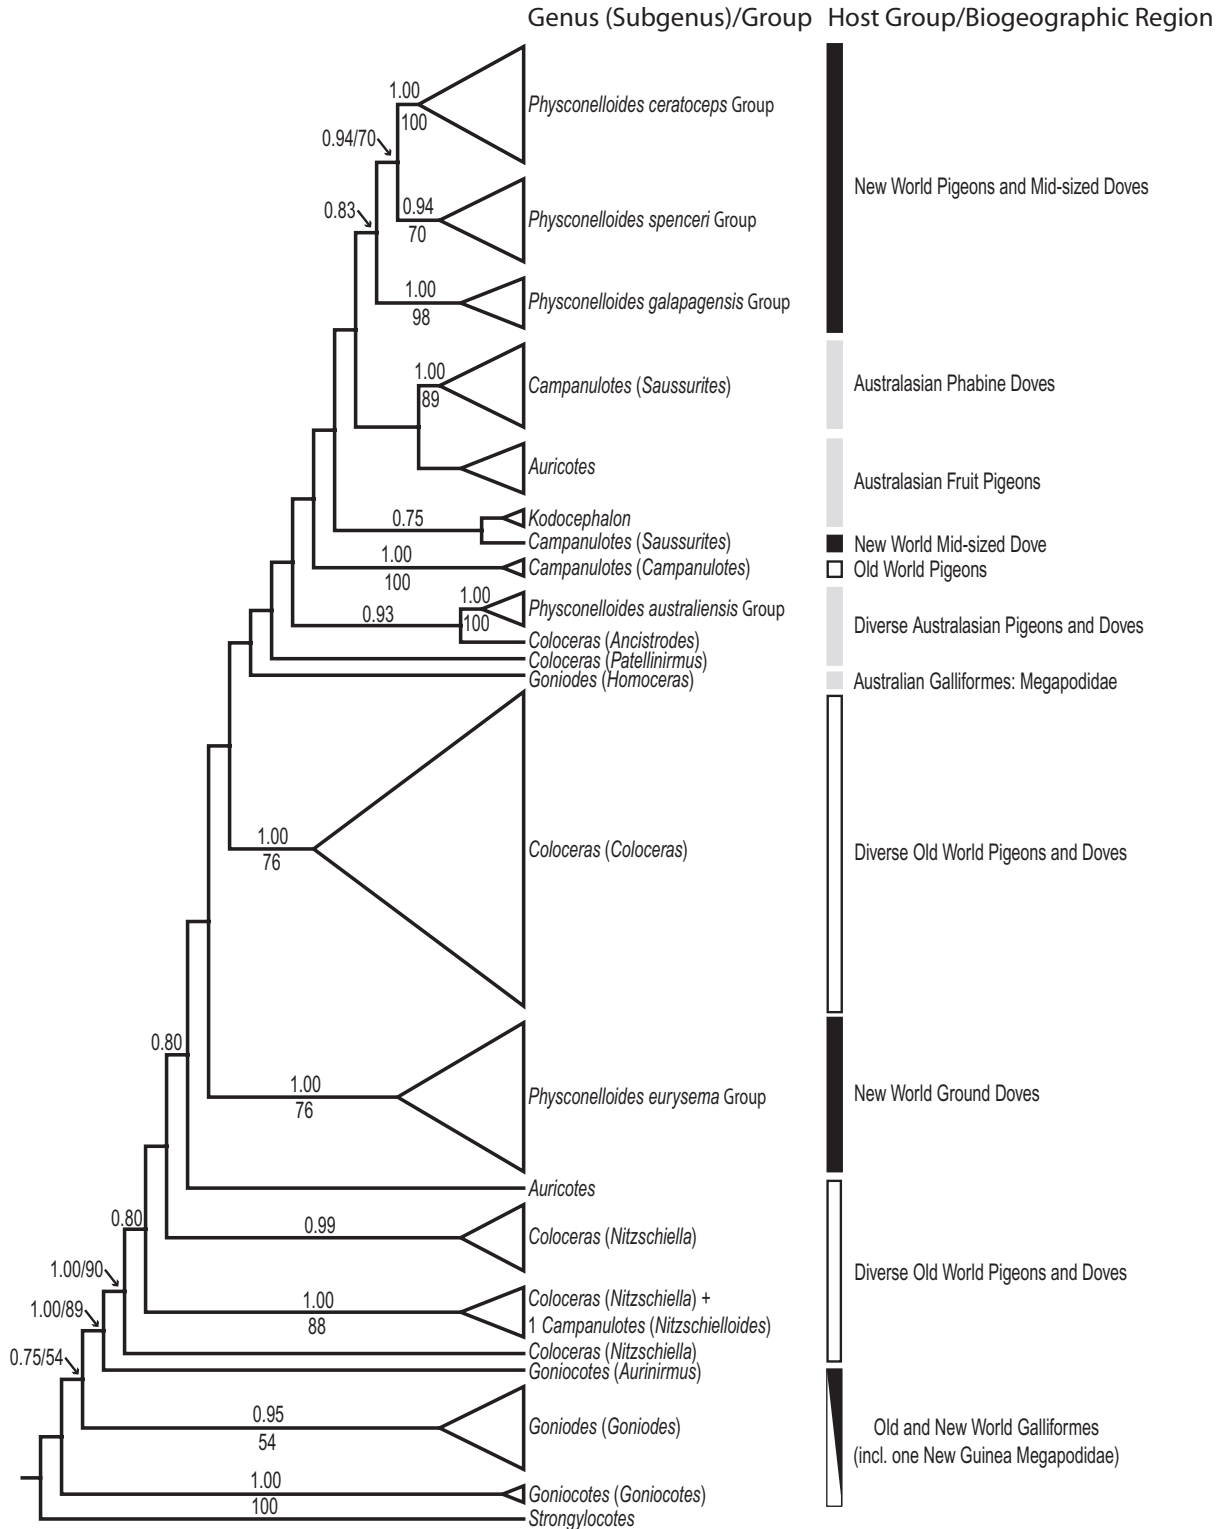 Genus (Subgenus)/Group
Host Group/Biogeographic Region
1.00
100
Physconelloides ceratoceps Group
0.94/70
New World Pigeons and Mid-sized Doves
0.83
0.94
70
Physconelloides spenceri Group
1.00
98
Physconelloides galapagensis Group
1.00
89
Campanulotes (Saussurites)
Australasian Phabine Doves
Auricotes
Australasian Fruit Pigeons
0.75
Kodocephalon
Campanulotes (Saussurites)
New World Mid-sized Dove
1.00
100
Campanulotes (Campanulotes)
Old World Pigeons
0.93
1.00
100
Physconelloides australiensis Group
Diverse Australasian Pigeons and Doves
Coloceras (Ancistrodes)
Coloceras (Patellinirmus)
Goniodes (Homoceras)
Australian Galliformes: Megapodidae
1.00
76
Coloceras (Coloceras)
Diverse Old World Pigeons and Doves
0.80
1.00
76
Physconelloides eurysema Group
New World Ground Doves
Auricotes
0.80
0.99
Coloceras (Nitzschiella)
1.00/90
Diverse Old World Pigeons and Doves
1.00/89
1.00
88
Coloceras (Nitzschiella) +
1 Campanulotes (Nitzschielloides)
0.75/54
Coloceras (Nitzschiella)
Goniocotes (Aurinirmus)
0.95
54
Goniodes (Goniodes)
Old and New World Galliformes
(incl. one New Guinea Megapodidae)
1.00
100
Goniocotes (Goniocotes)
Strongylocotes